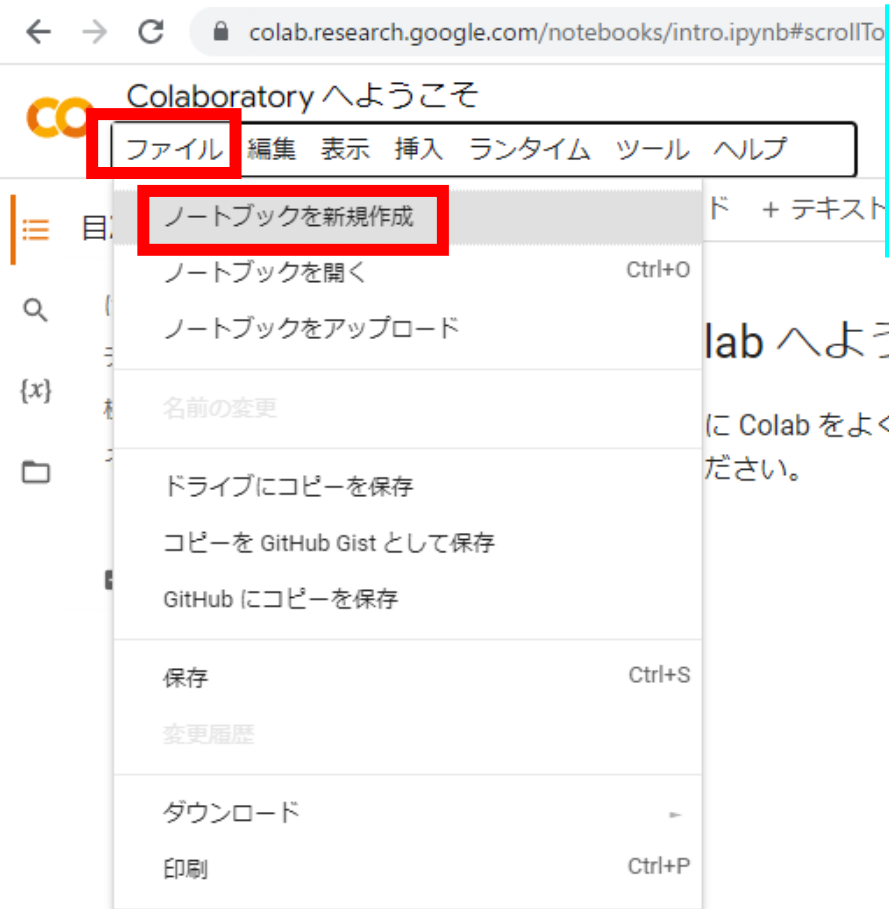 colab.research.google.com/notebooks/intro.ipynb#scrollTo
Colaboratory へようこそ
ファイル 編集 表示 挿入 ランタイム ツール ヘルプ
目
ド + テキスト
ノートブックを新規作成
ノートブックを開く Ctrl+O
ノートブックをアップロード
lab へよう
{x}
名前の変更
に Colab をよく
ださい。
ドライブにコピーを保存
コピーを GitHub Gist として保存
GitHub にコピーを保存
保存 Ctrl+S
変更履歴
ダウンロード
印刷 Ctrl+P